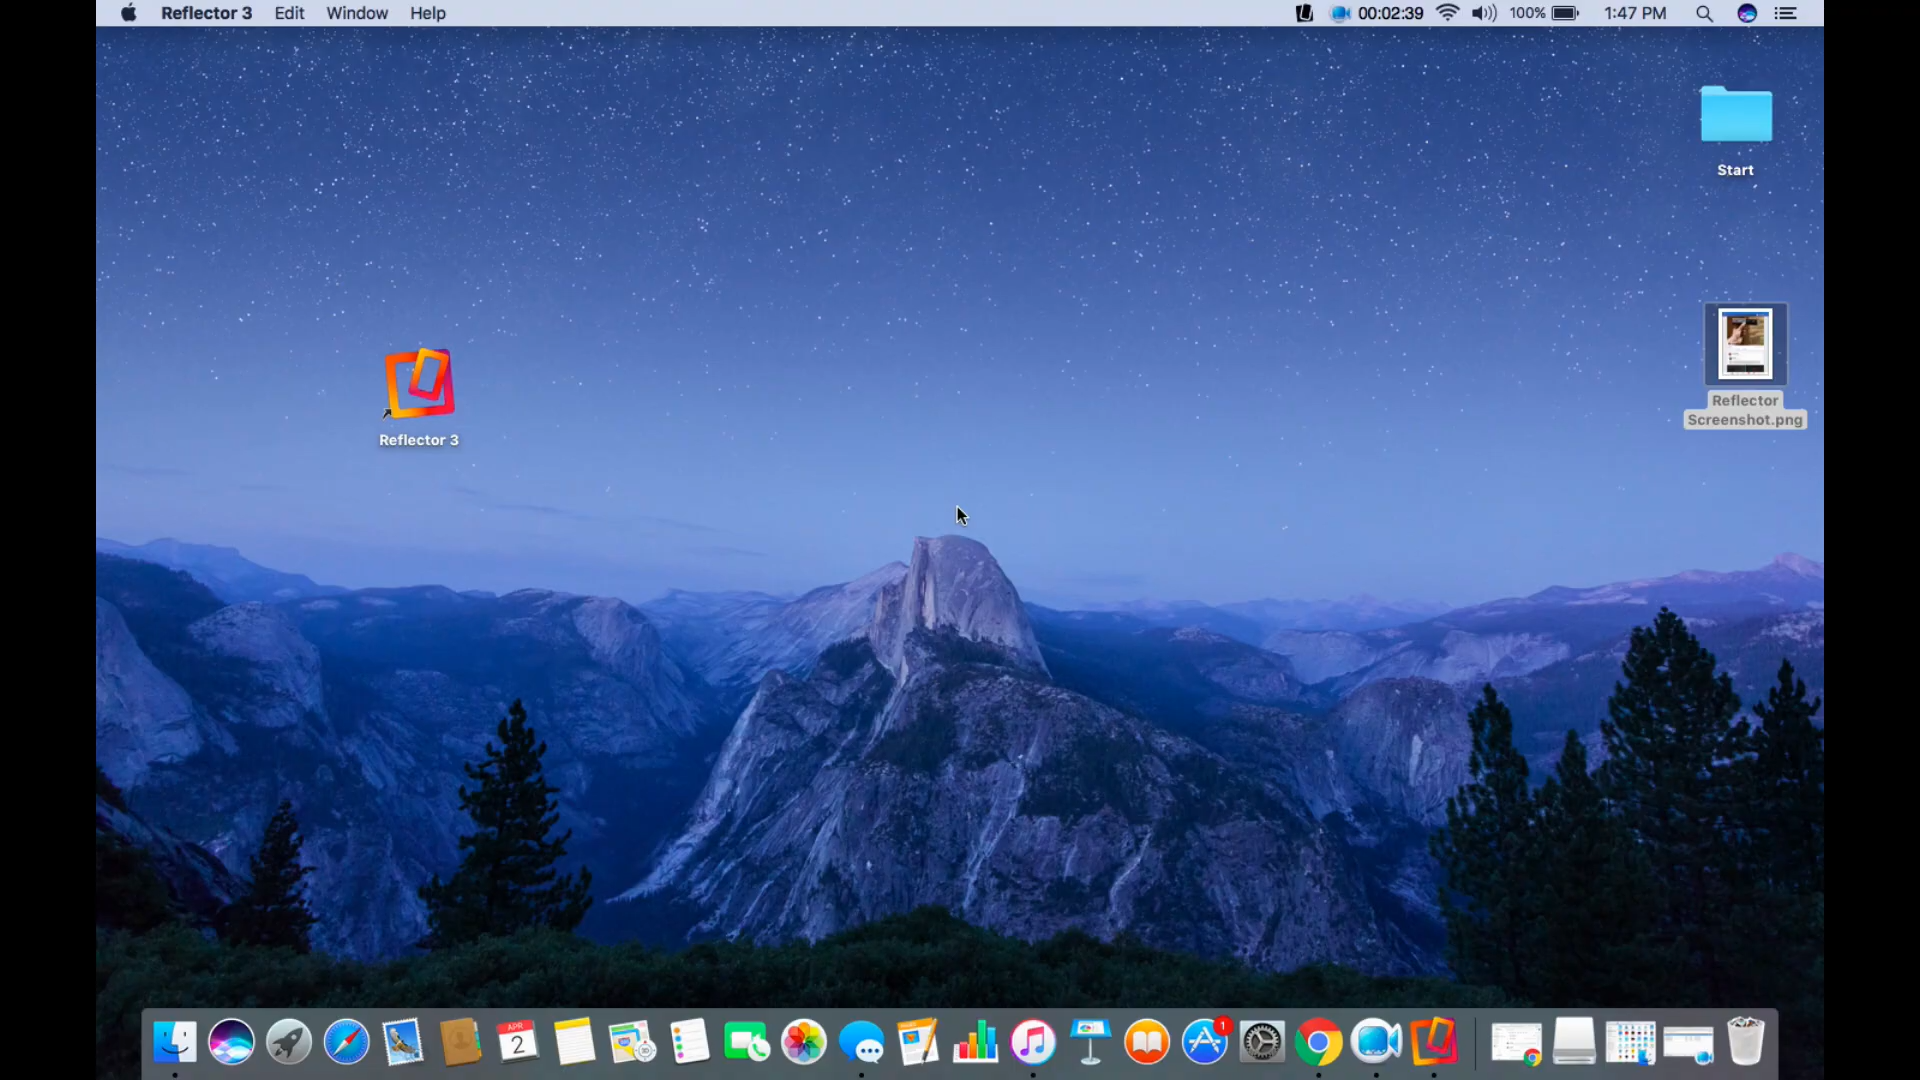 Reflector 3 Edit Window Help 00:02:39 100% 1:47 PM
Start
Reflector
Screenshot.png
Reflector 3
APR
2
1